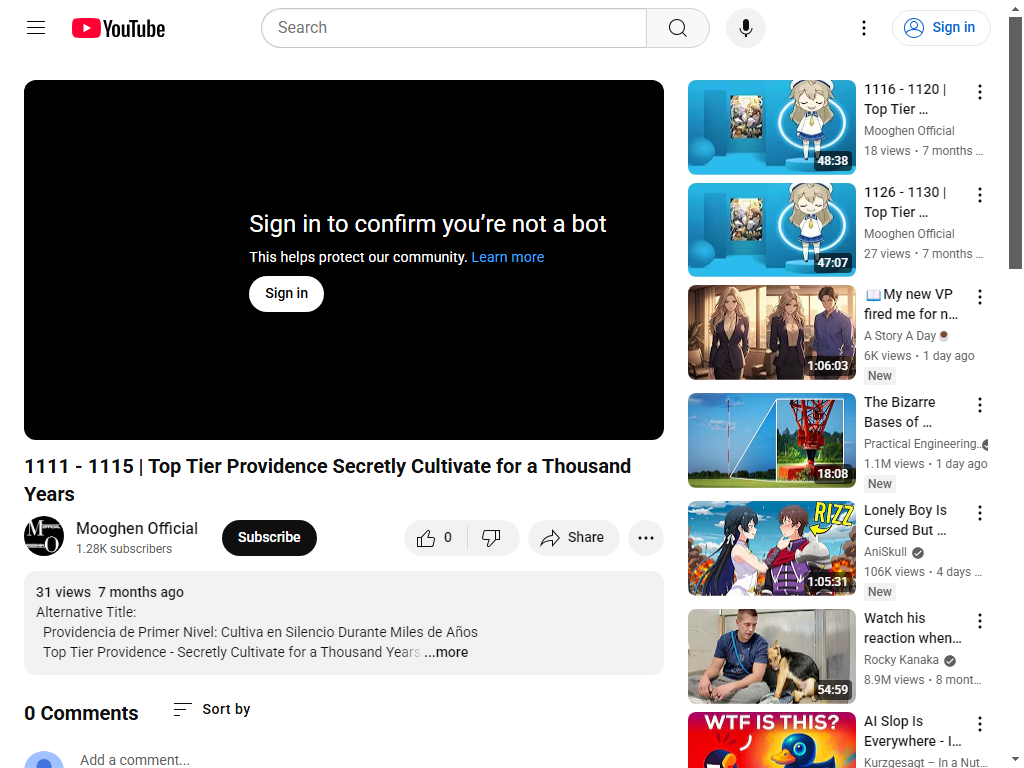 YouTube
Search
Sign in
Sign in to confirm you’re not a bot
This helps protect our community. Learn more
Sign in
1111 - 1115 | Top Tier Providence Secretly Cultivate for a Thousand
Years
Mooghen Official
1.28K subscribers
Subscribe
0
Share
31 views 7 months ago
Alternative Title:
Providencia de Primer Nivel: Cultiva en Silencio Durante Miles de Años
Top Tier Providence - Secretly Cultivate for a Thousand Years ...more
0 Comments
Sort by
Add a comment...
48:38
1116 - 1120 |
Top Tier ...
Mooghen Official
18 views • 7 months ...
47:07
1126 - 1130 |
Top Tier ...
Mooghen Official
27 views • 7 months ...
1:06:03
📖My new VP
fired me for n...
A Story A Day☕
6K views • 1 day ago
New
18:08
The Bizarre
Bases of ...
Practical Engineering...
1.1M views • 1 day ago
New
RIZZ
1:05:31
Lonely Boy Is
Cursed But ...
AniSkull
106K views • 4 days ...
New
54:59
Watch his
reaction when...
Rocky Kanaka
8.9M views • 8 mont...
WTF IS THIS?
AI Slop Is
Everywhere - I...
Kurzgesagt – In a Nut...